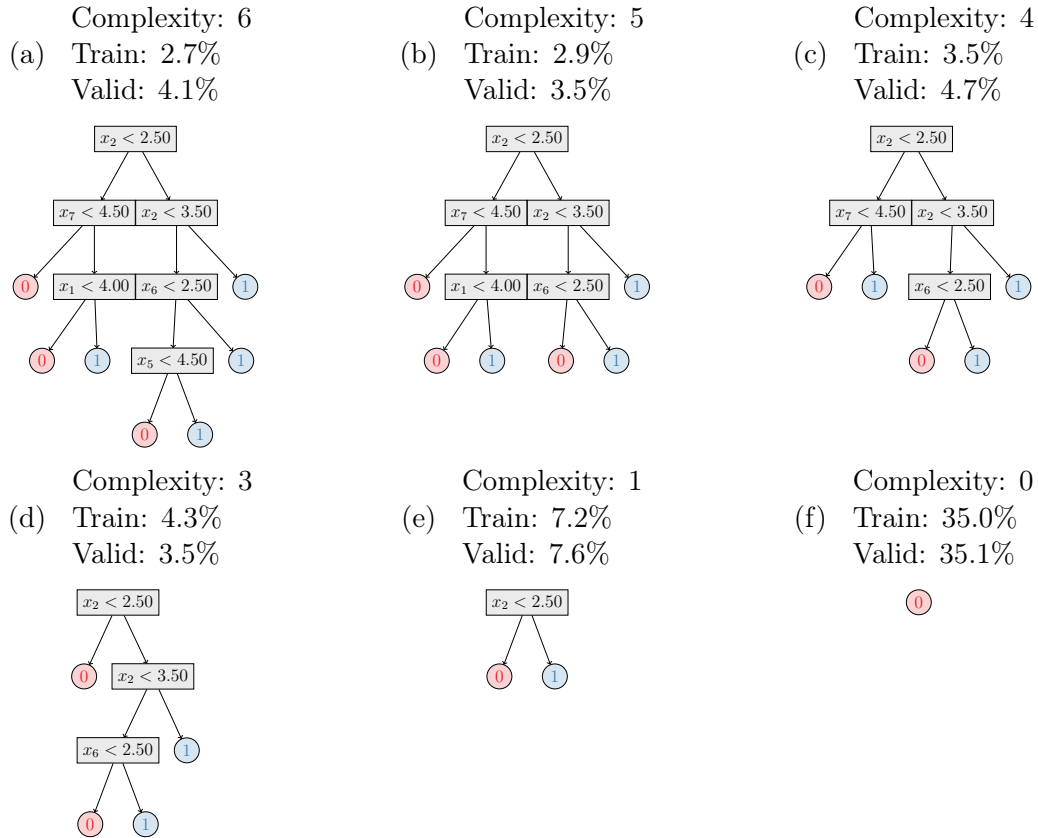 (a) Complexity: 6
Train: 2.7%
Valid: 4.1%
x₂ < 2.50
x₇ < 4.50 x₂ < 3.50
0 x₁ < 4.00 x₆ < 2.50 1
0 1 x₅ < 4.50 1
0 1
(b) Complexity: 5
Train: 2.9%
Valid: 3.5%
x₂ < 2.50
x₇ < 4.50 x₂ < 3.50
0 x₁ < 4.00 x₆ < 2.50 1
0 1 0 1
(c) Complexity: 4
Train: 3.5%
Valid: 4.7%
x₂ < 2.50
x₇ < 4.50 x₂ < 3.50
0 1 x₆ < 2.50 1
0 1
(d) Complexity: 3
Train: 4.3%
Valid: 3.5%
x₂ < 2.50
0 x₂ < 3.50
x₆ < 2.50 1
0 1
(e) Complexity: 1
Train: 7.2%
Valid: 7.6%
x₂ < 2.50
0 1
(f) Complexity: 0
Train: 35.0%
Valid: 35.1%
0